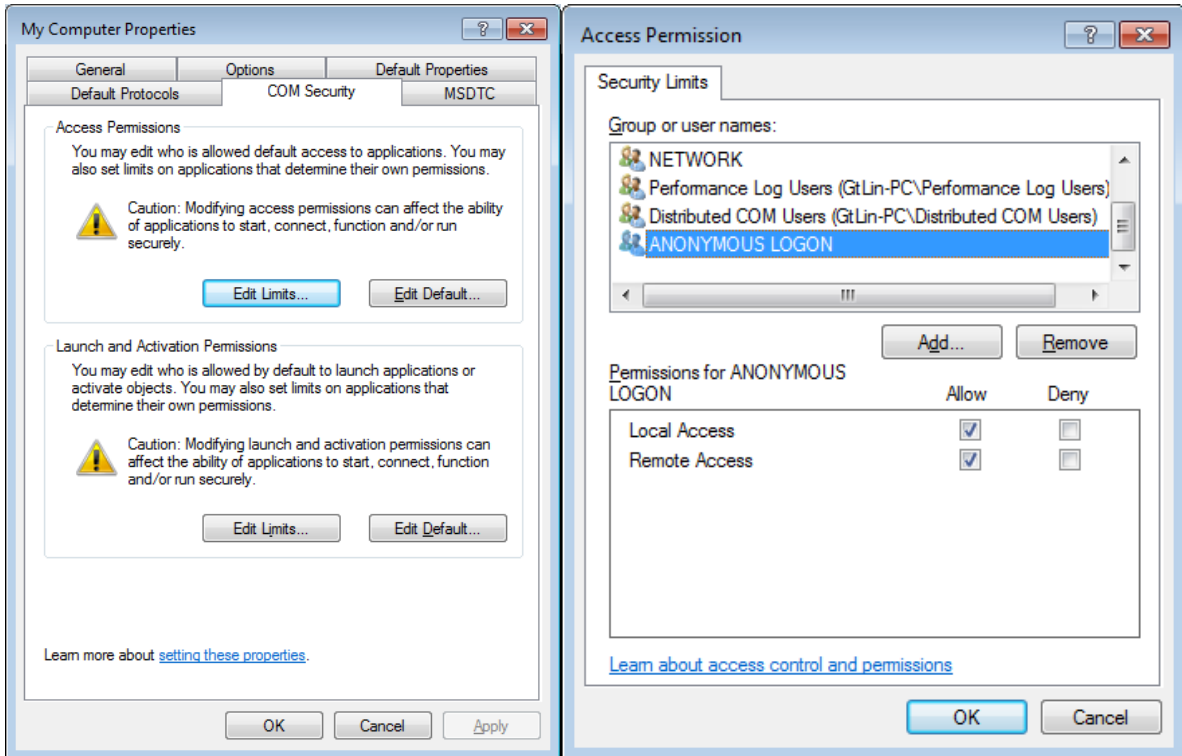 My Computer Properties
General Options Default Properties
Default Protocols COM Security MSDTC
Access Permissions
You may edit who is allowed default access to applications. You may
also set limits on applications that determine their own permissions.
Caution: Modifying access permissions can affect the ability
of applications to start, connect, function and/or run
securely.
Edit Limits... Edit Default...
Launch and Activation Permissions
You may edit who is allowed by default to launch applications or
activate objects. You may also set limits on applications that
determine their own permissions.
Caution: Modifying launch and activation permissions can
affect the ability of applications to start, connect, function
and/or run securely.
Edit Limits... Edit Default...
Learn more about setting these properties.
OK Cancel Apply
Access Permission
Security Limits
Group or user names:
NETWORK
Performance Log Users (GtLin-PC\Performance Log Users)
Distributed COM Users (GtLin-PC\Distributed COM Users)
ANONYMOUS LOGON
Add... Remove
Permissions for ANONYMOUS
LOGON Allow Deny
Local Access
Remote Access
Learn about access control and permissions
OK Cancel